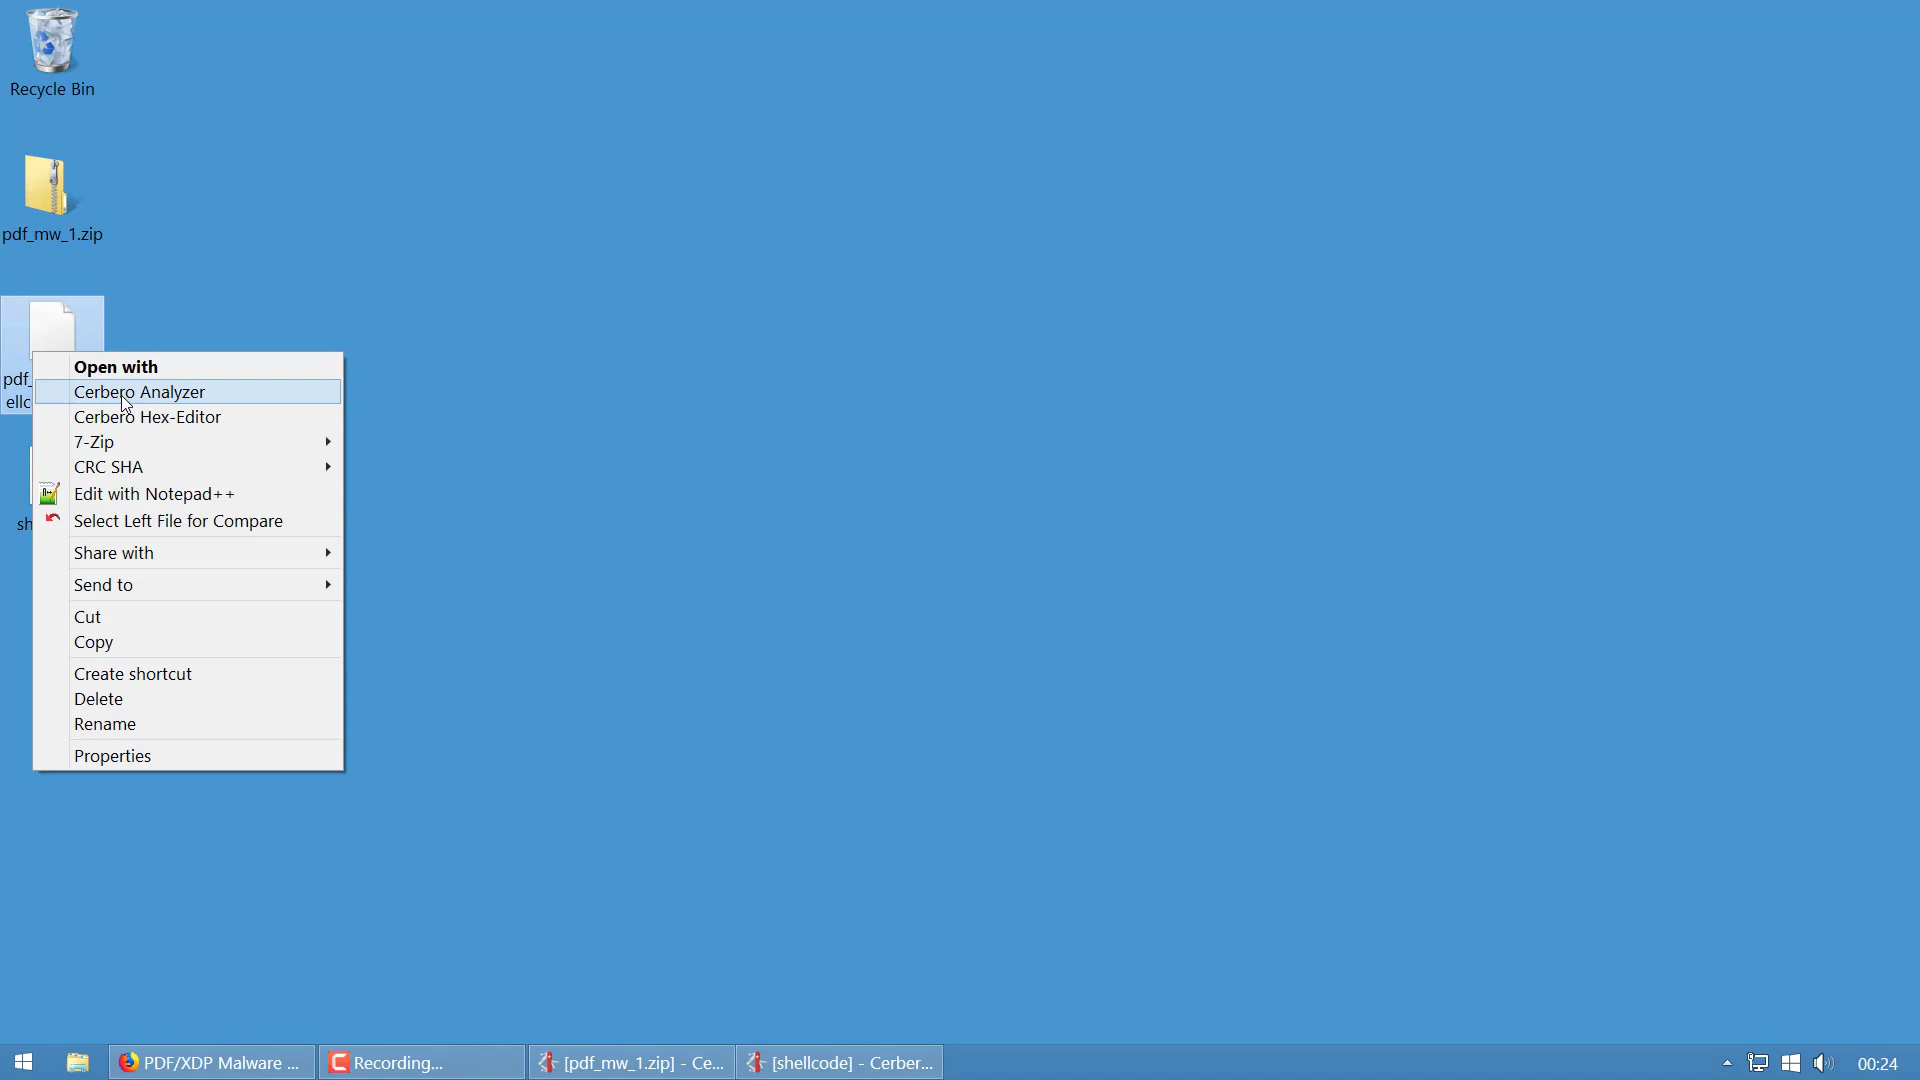 Recycle Bin
pdf_mw_1.zip
pdf_
ellc
sh
Open with
Cerbero Analyzer
Cerbero Hex-Editor
7-Zip
CRC SHA
Edit with Notepad++
Select Left File for Compare
Share with
Send to
Cut
Copy
Create shortcut
Delete
Rename
Properties
PDF/XDP Malware ...
Recording...
[pdf_mw_1.zip] - Ce...
[shellcode] - Cerber...
00:24